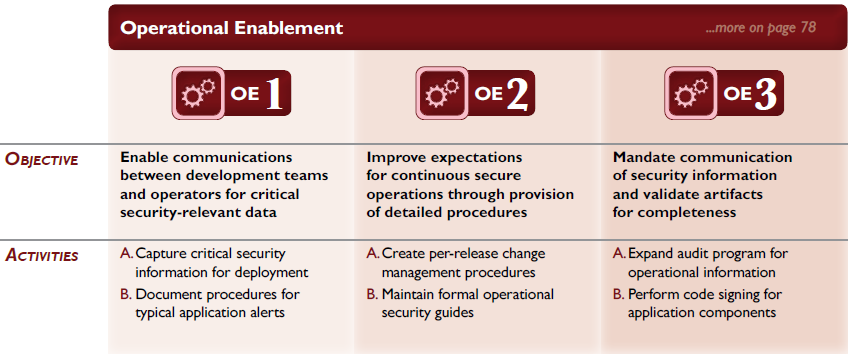 Operational Enablement
...more on page 78
OE 1
OE 2
OE 3
OBJECTIVE
Enable communications
between development teams
and operators for critical
security-relevant data
Improve expectations
for continuous secure
operations through provision
of detailed procedures
Mandate communication
of security information
and validate artifacts
for completeness
ACTIVITIES
A. Capture critical security
information for deployment
B. Document procedures for
typical application alerts
A. Create per-release change
management procedures
B. Maintain formal operational
security guides
A. Expand audit program for
operational information
B. Perform code signing for
application components